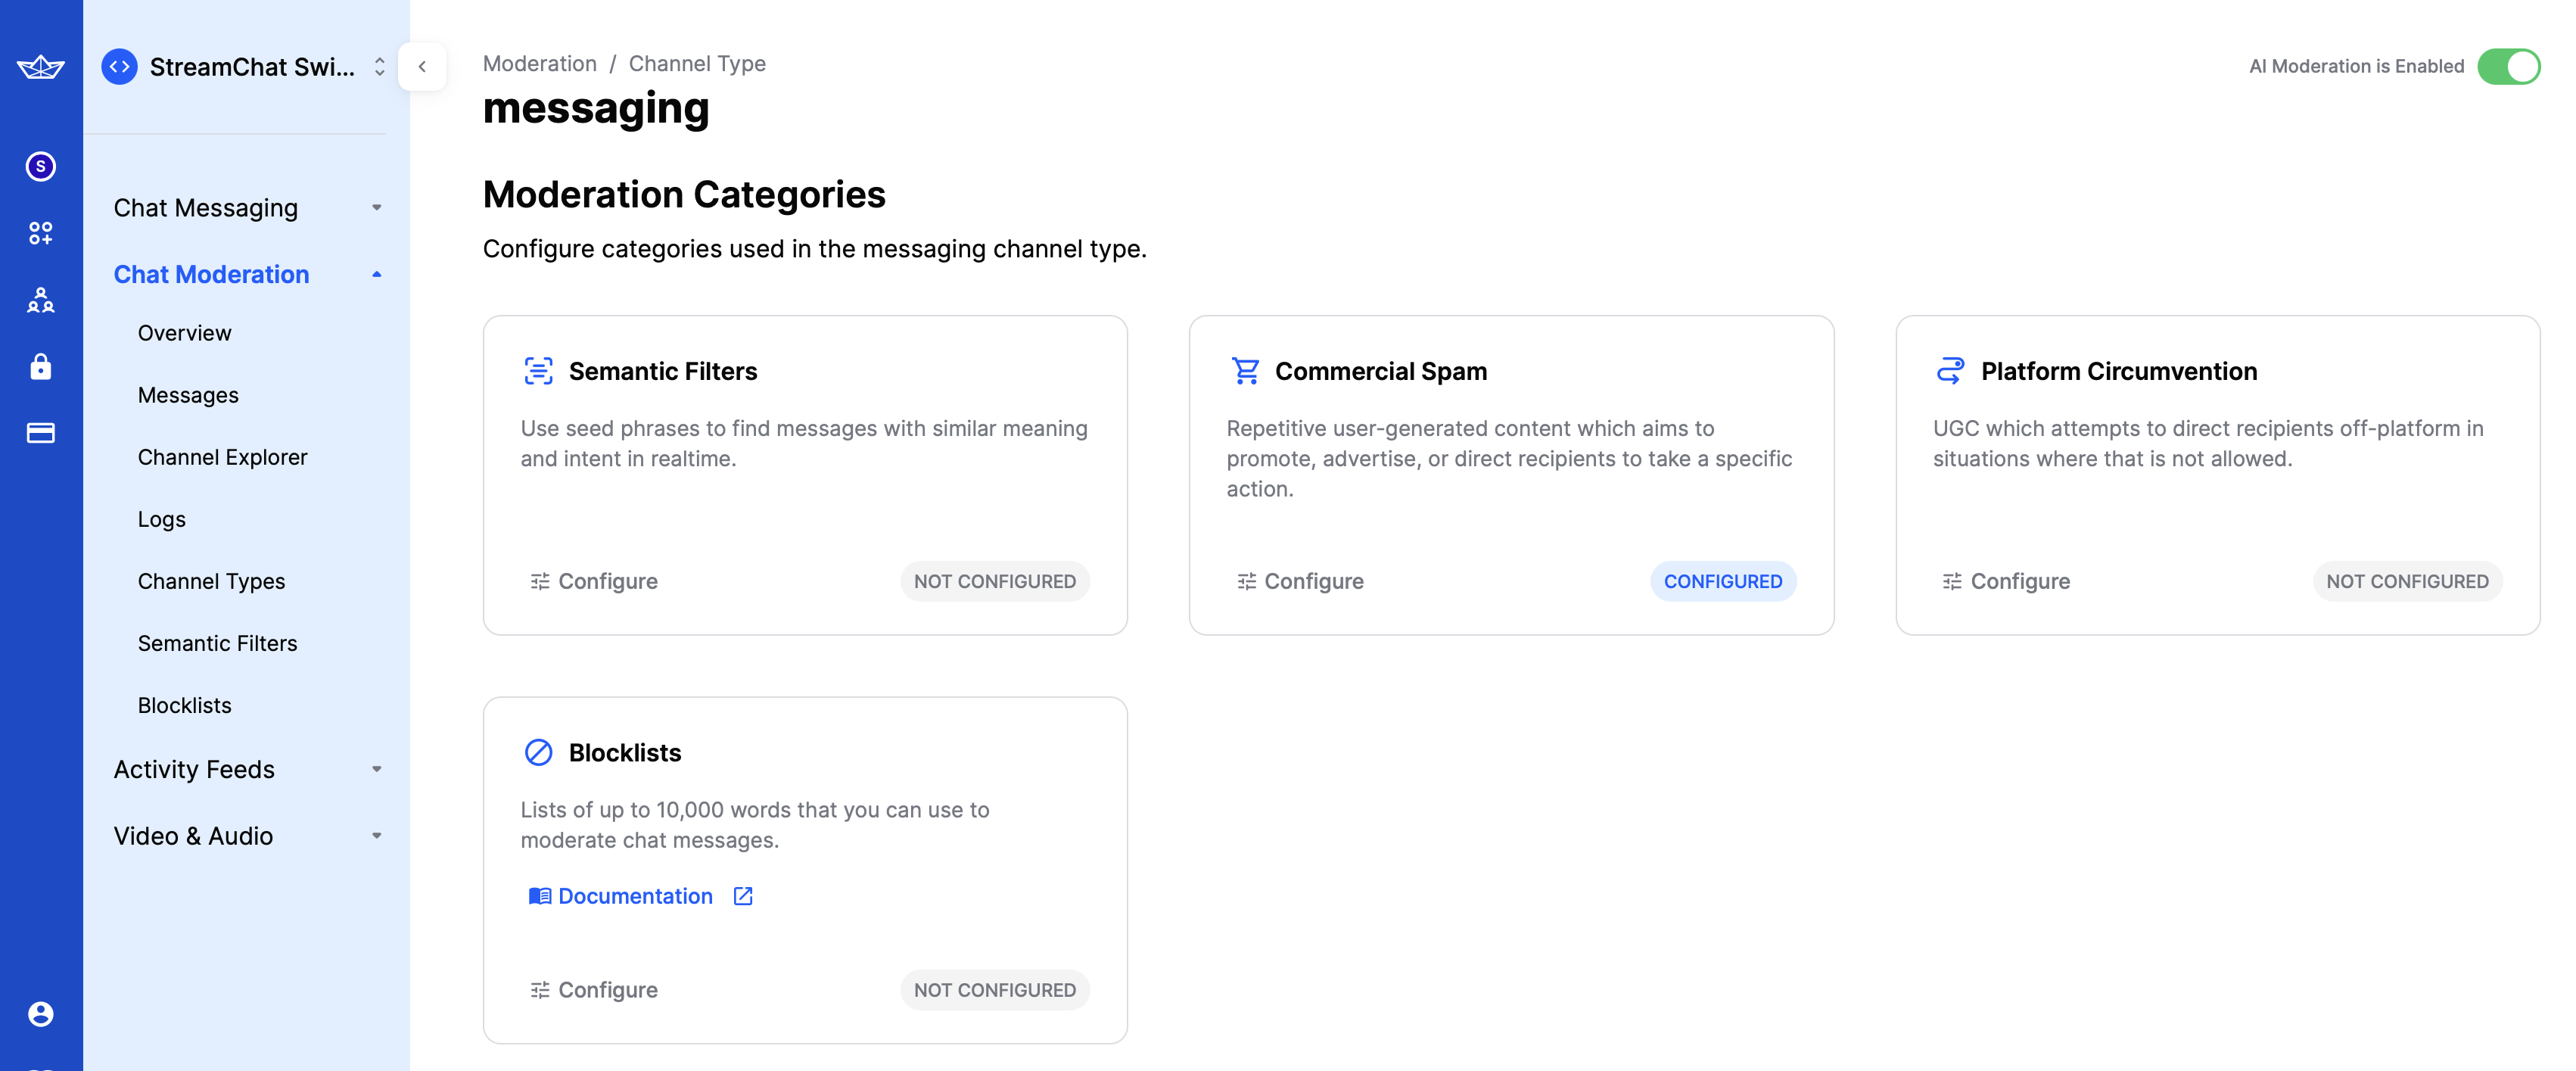 StreamChat Swi...
S
Chat Messaging
Chat Moderation
Overview
Messages
Channel Explorer
Logs
Channel Types
Semantic Filters
Blocklists
Activity Feeds
Video & Audio
Moderation / Channel Type
AI Moderation is Enabled
messaging
Moderation Categories
Configure categories used in the messaging channel type.
Semantic Filters
Use seed phrases to find messages with similar meaning
and intent in realtime.
Configure
NOT CONFIGURED
Commercial Spam
Repetitive user-generated content which aims to
promote, advertise, or direct recipients to take a specific
action.
Configure
CONFIGURED
Platform Circumvention
UGC which attempts to direct recipients off-platform in
situations where that is not allowed.
Configure
NOT CONFIGURED
Blocklists
Lists of up to 10,000 words that you can use to
moderate chat messages.
Documentation
Configure
NOT CONFIGURED